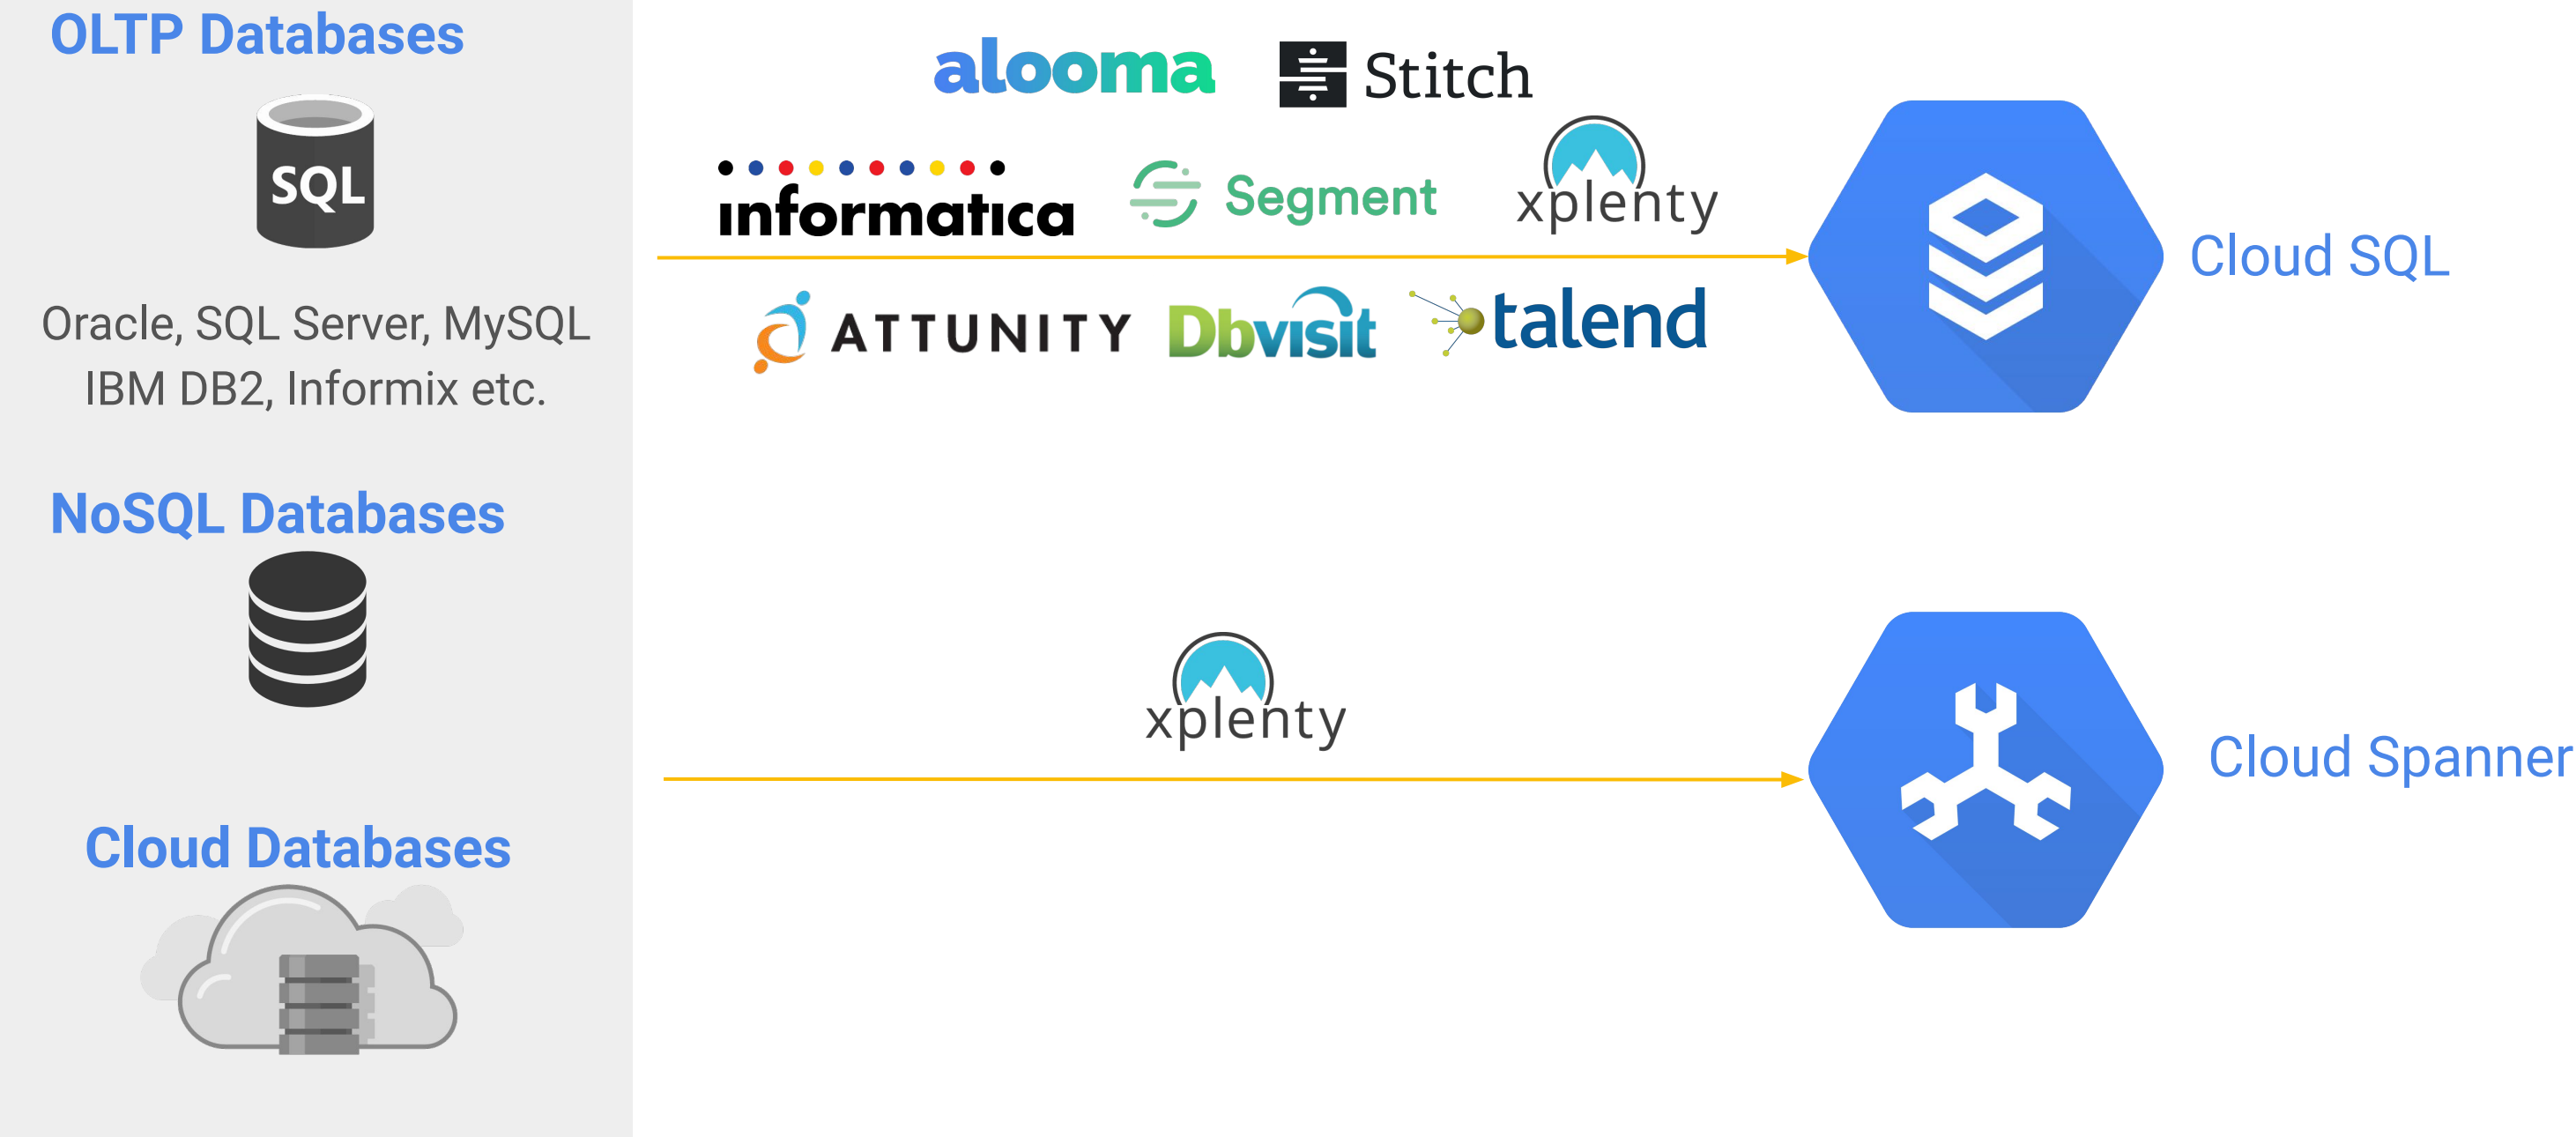 OLTP Databases
SQL
Oracle, SQL Server, MySQL
IBM DB2, Informix etc.
NoSQL Databases
Cloud Databases
alooma
Stitch
informatica
Segment
xplenty
ATTUNITY
Dbvisit
talend
Cloud SQL
xplenty
Cloud Spanner